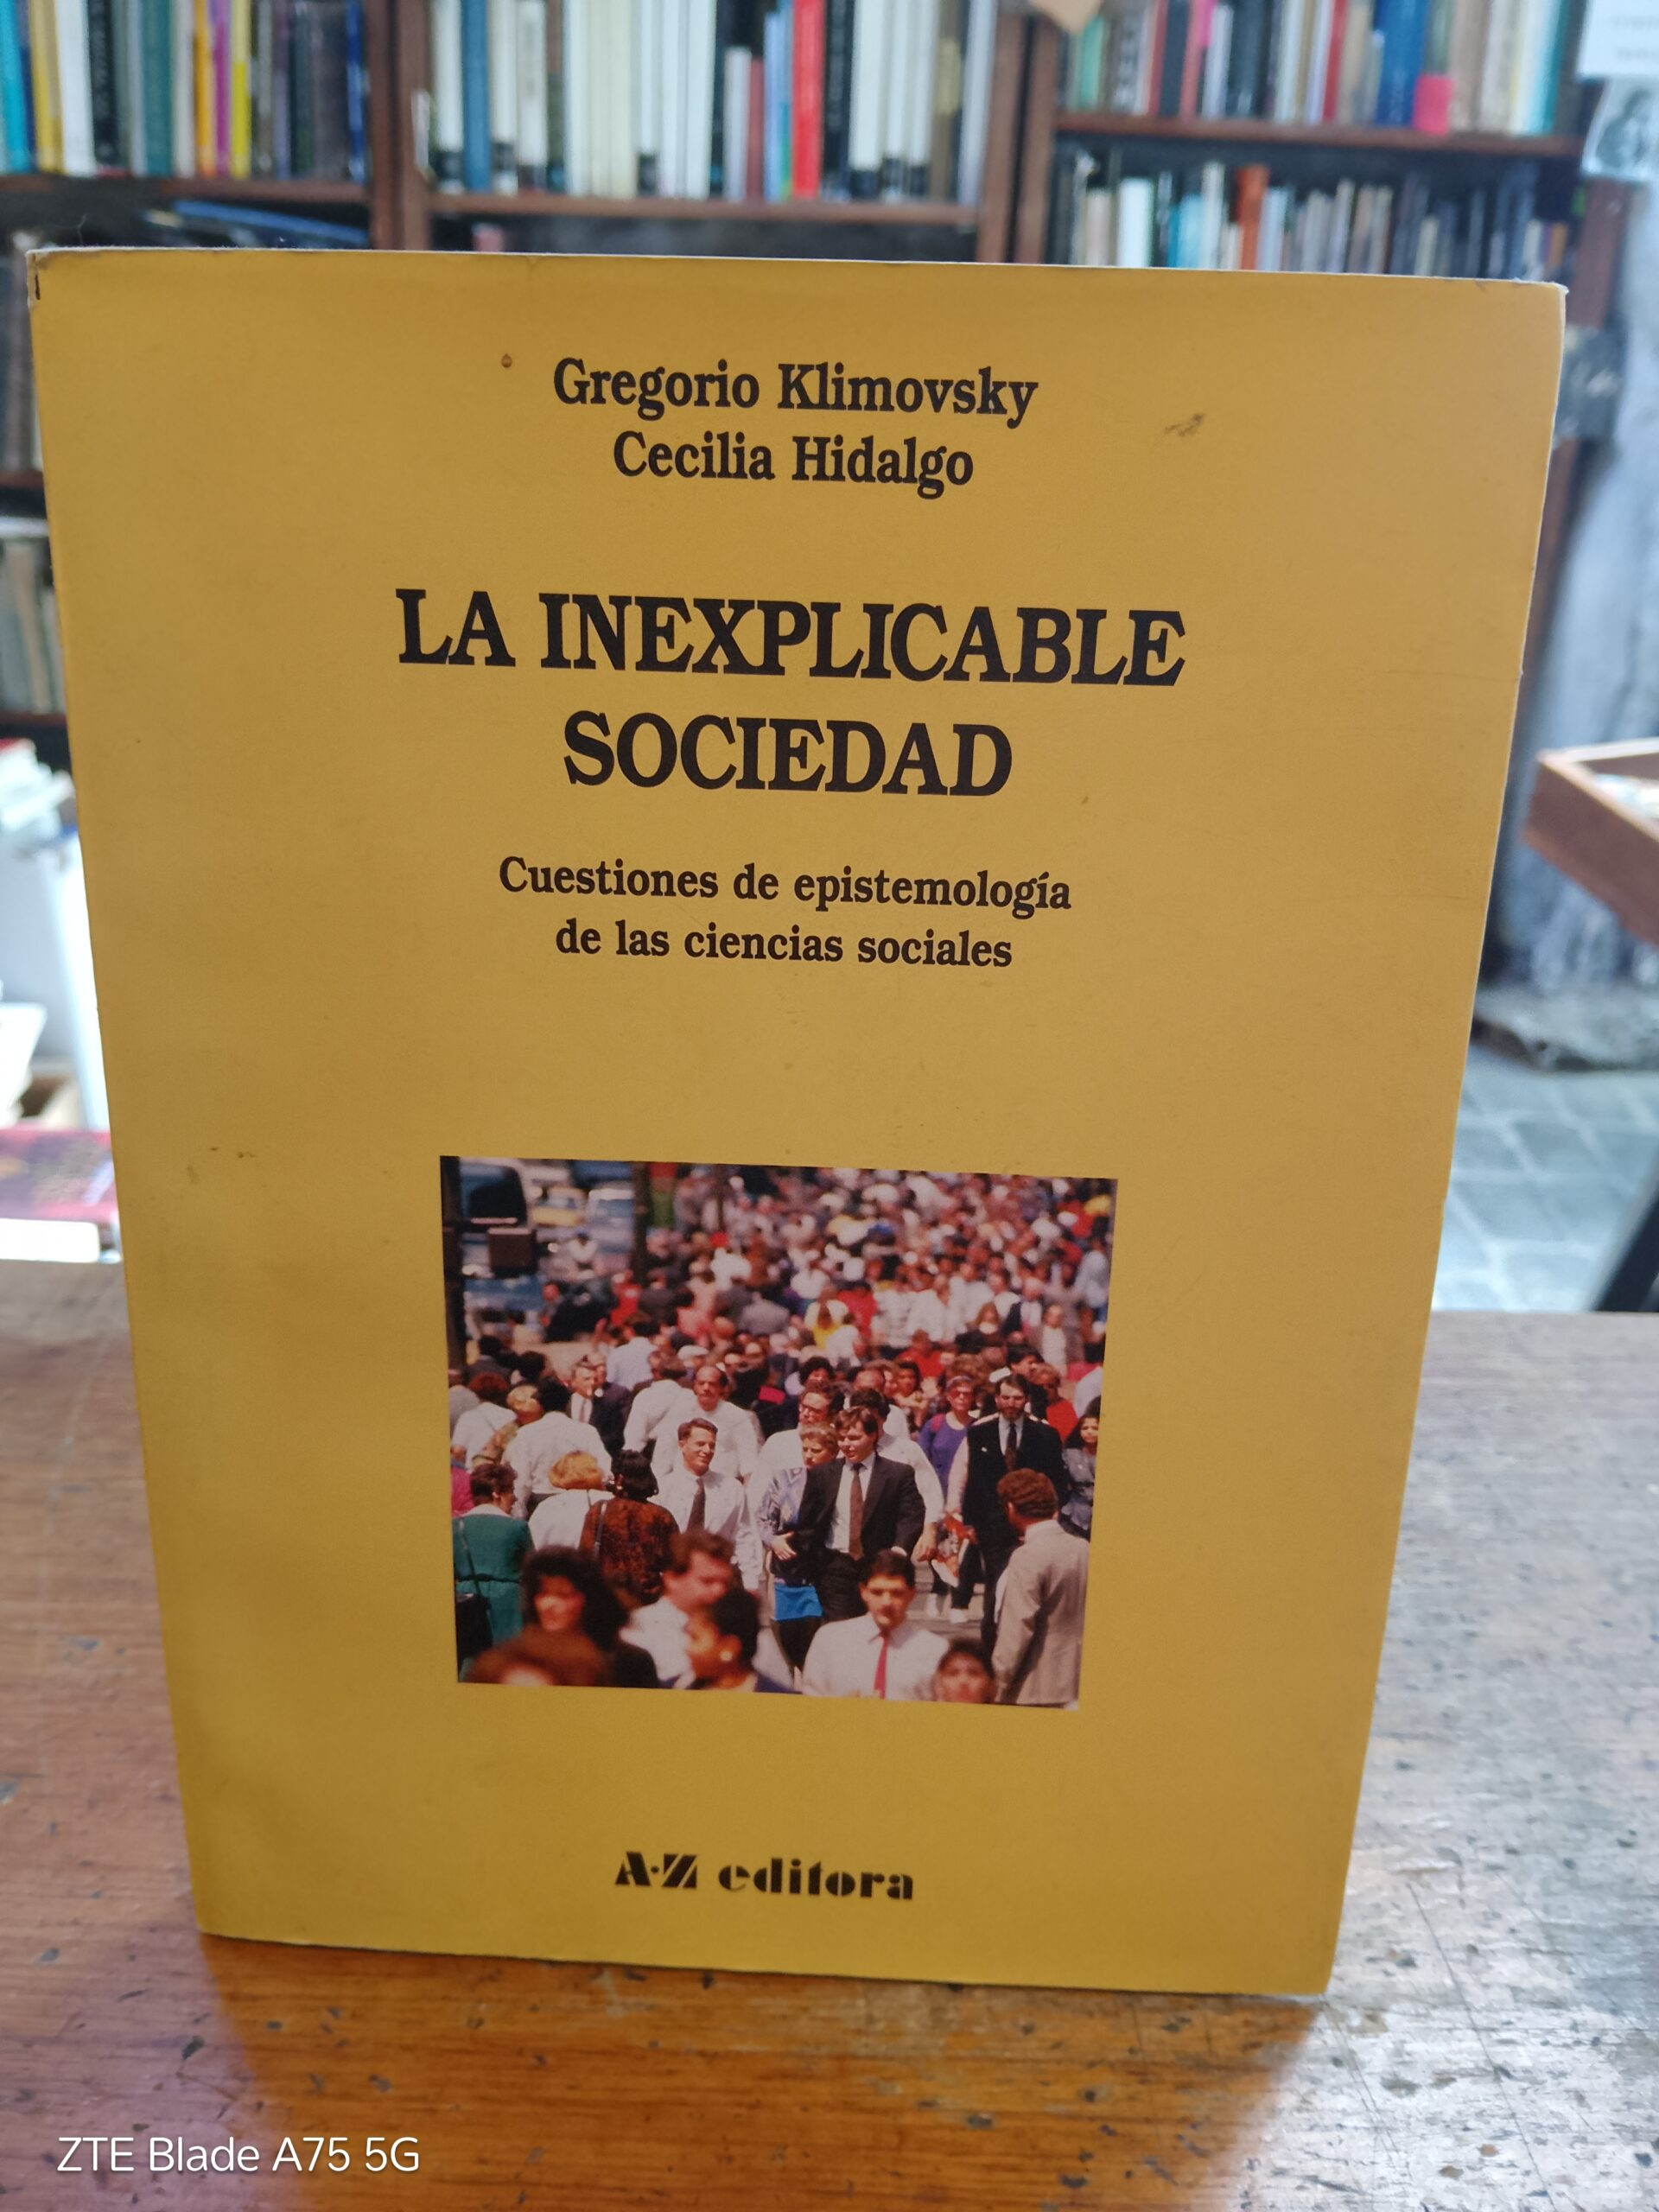 Gregorio Klimovsky
Cecilia Hidalgo
LA INEXPLICABLE
SOCIEDAD
Cuestiones de epistemología
de las ciencias sociales
A·Z editora
ZTE Blade A75 5G